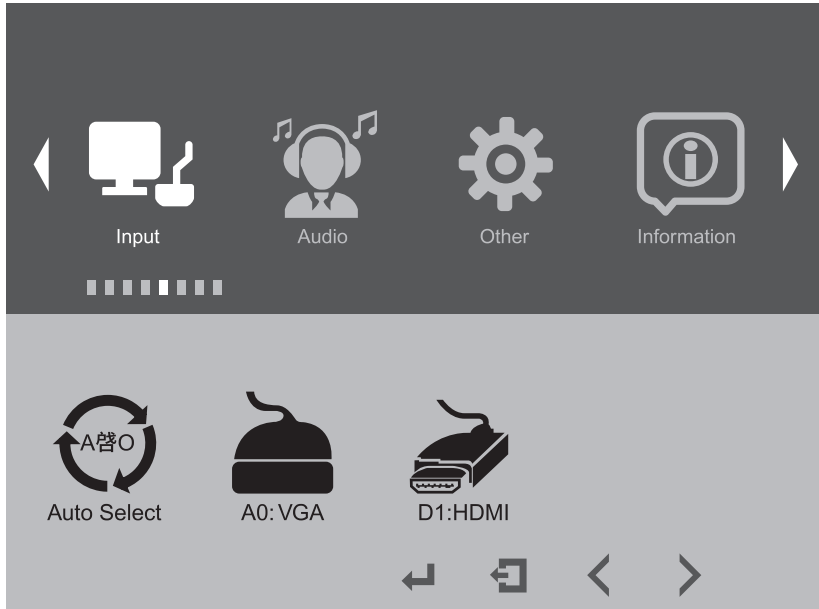 Input
Audio
Other
Information
A啓O
Auto Select
A0: VGA
D1:HDMI